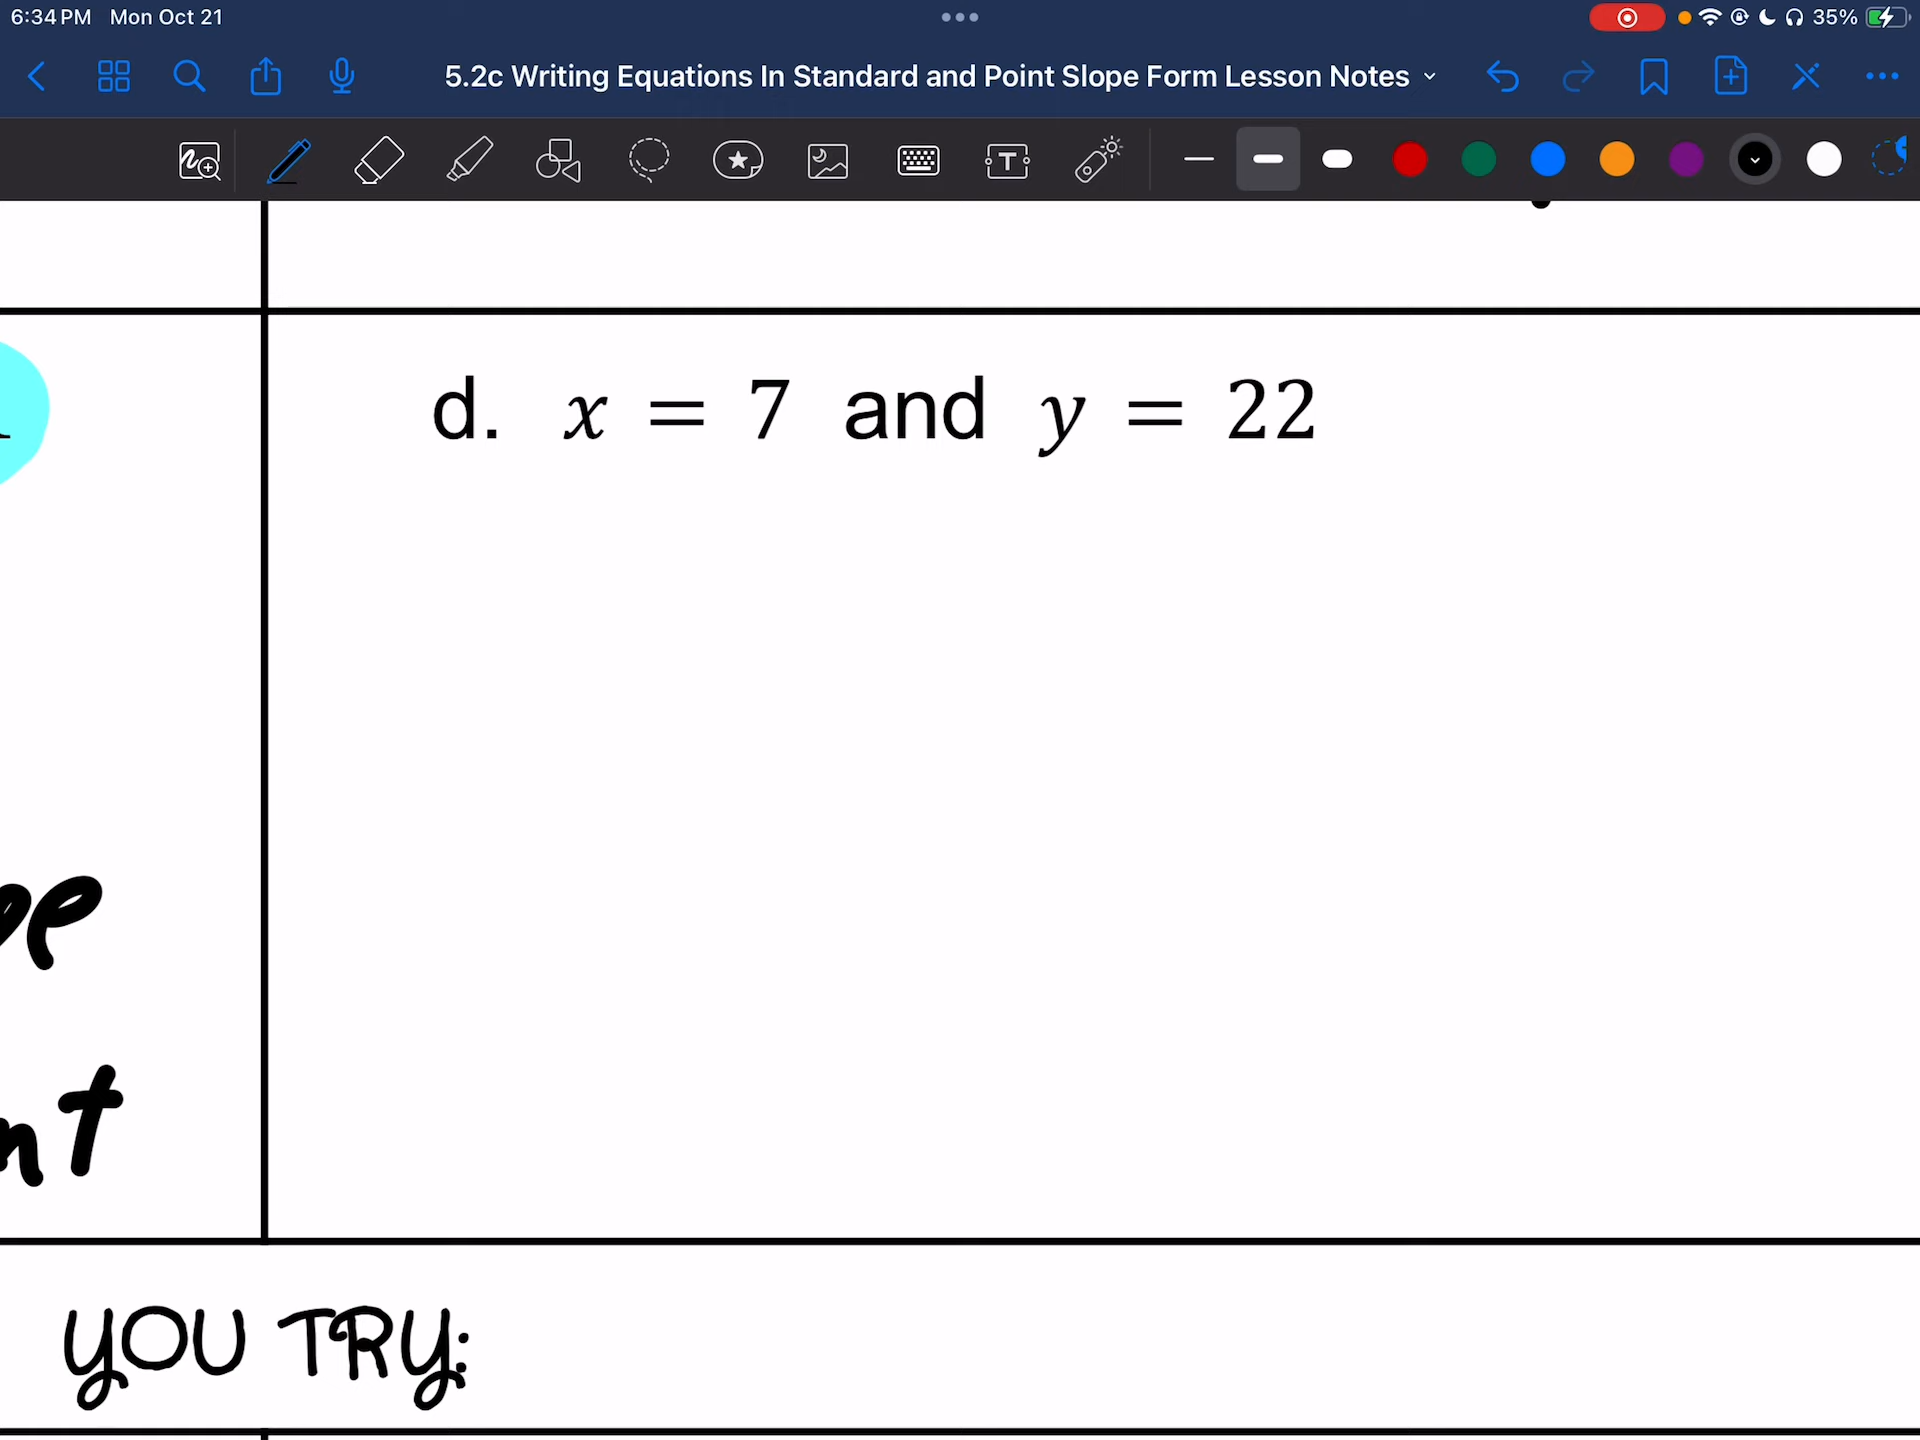 6:34 PM Mon Oct 21
35%
5.2c Writing Equations In Standard and Point Slope Form Lesson Notes
d. x = 7 and y = 22
YOU TRY: